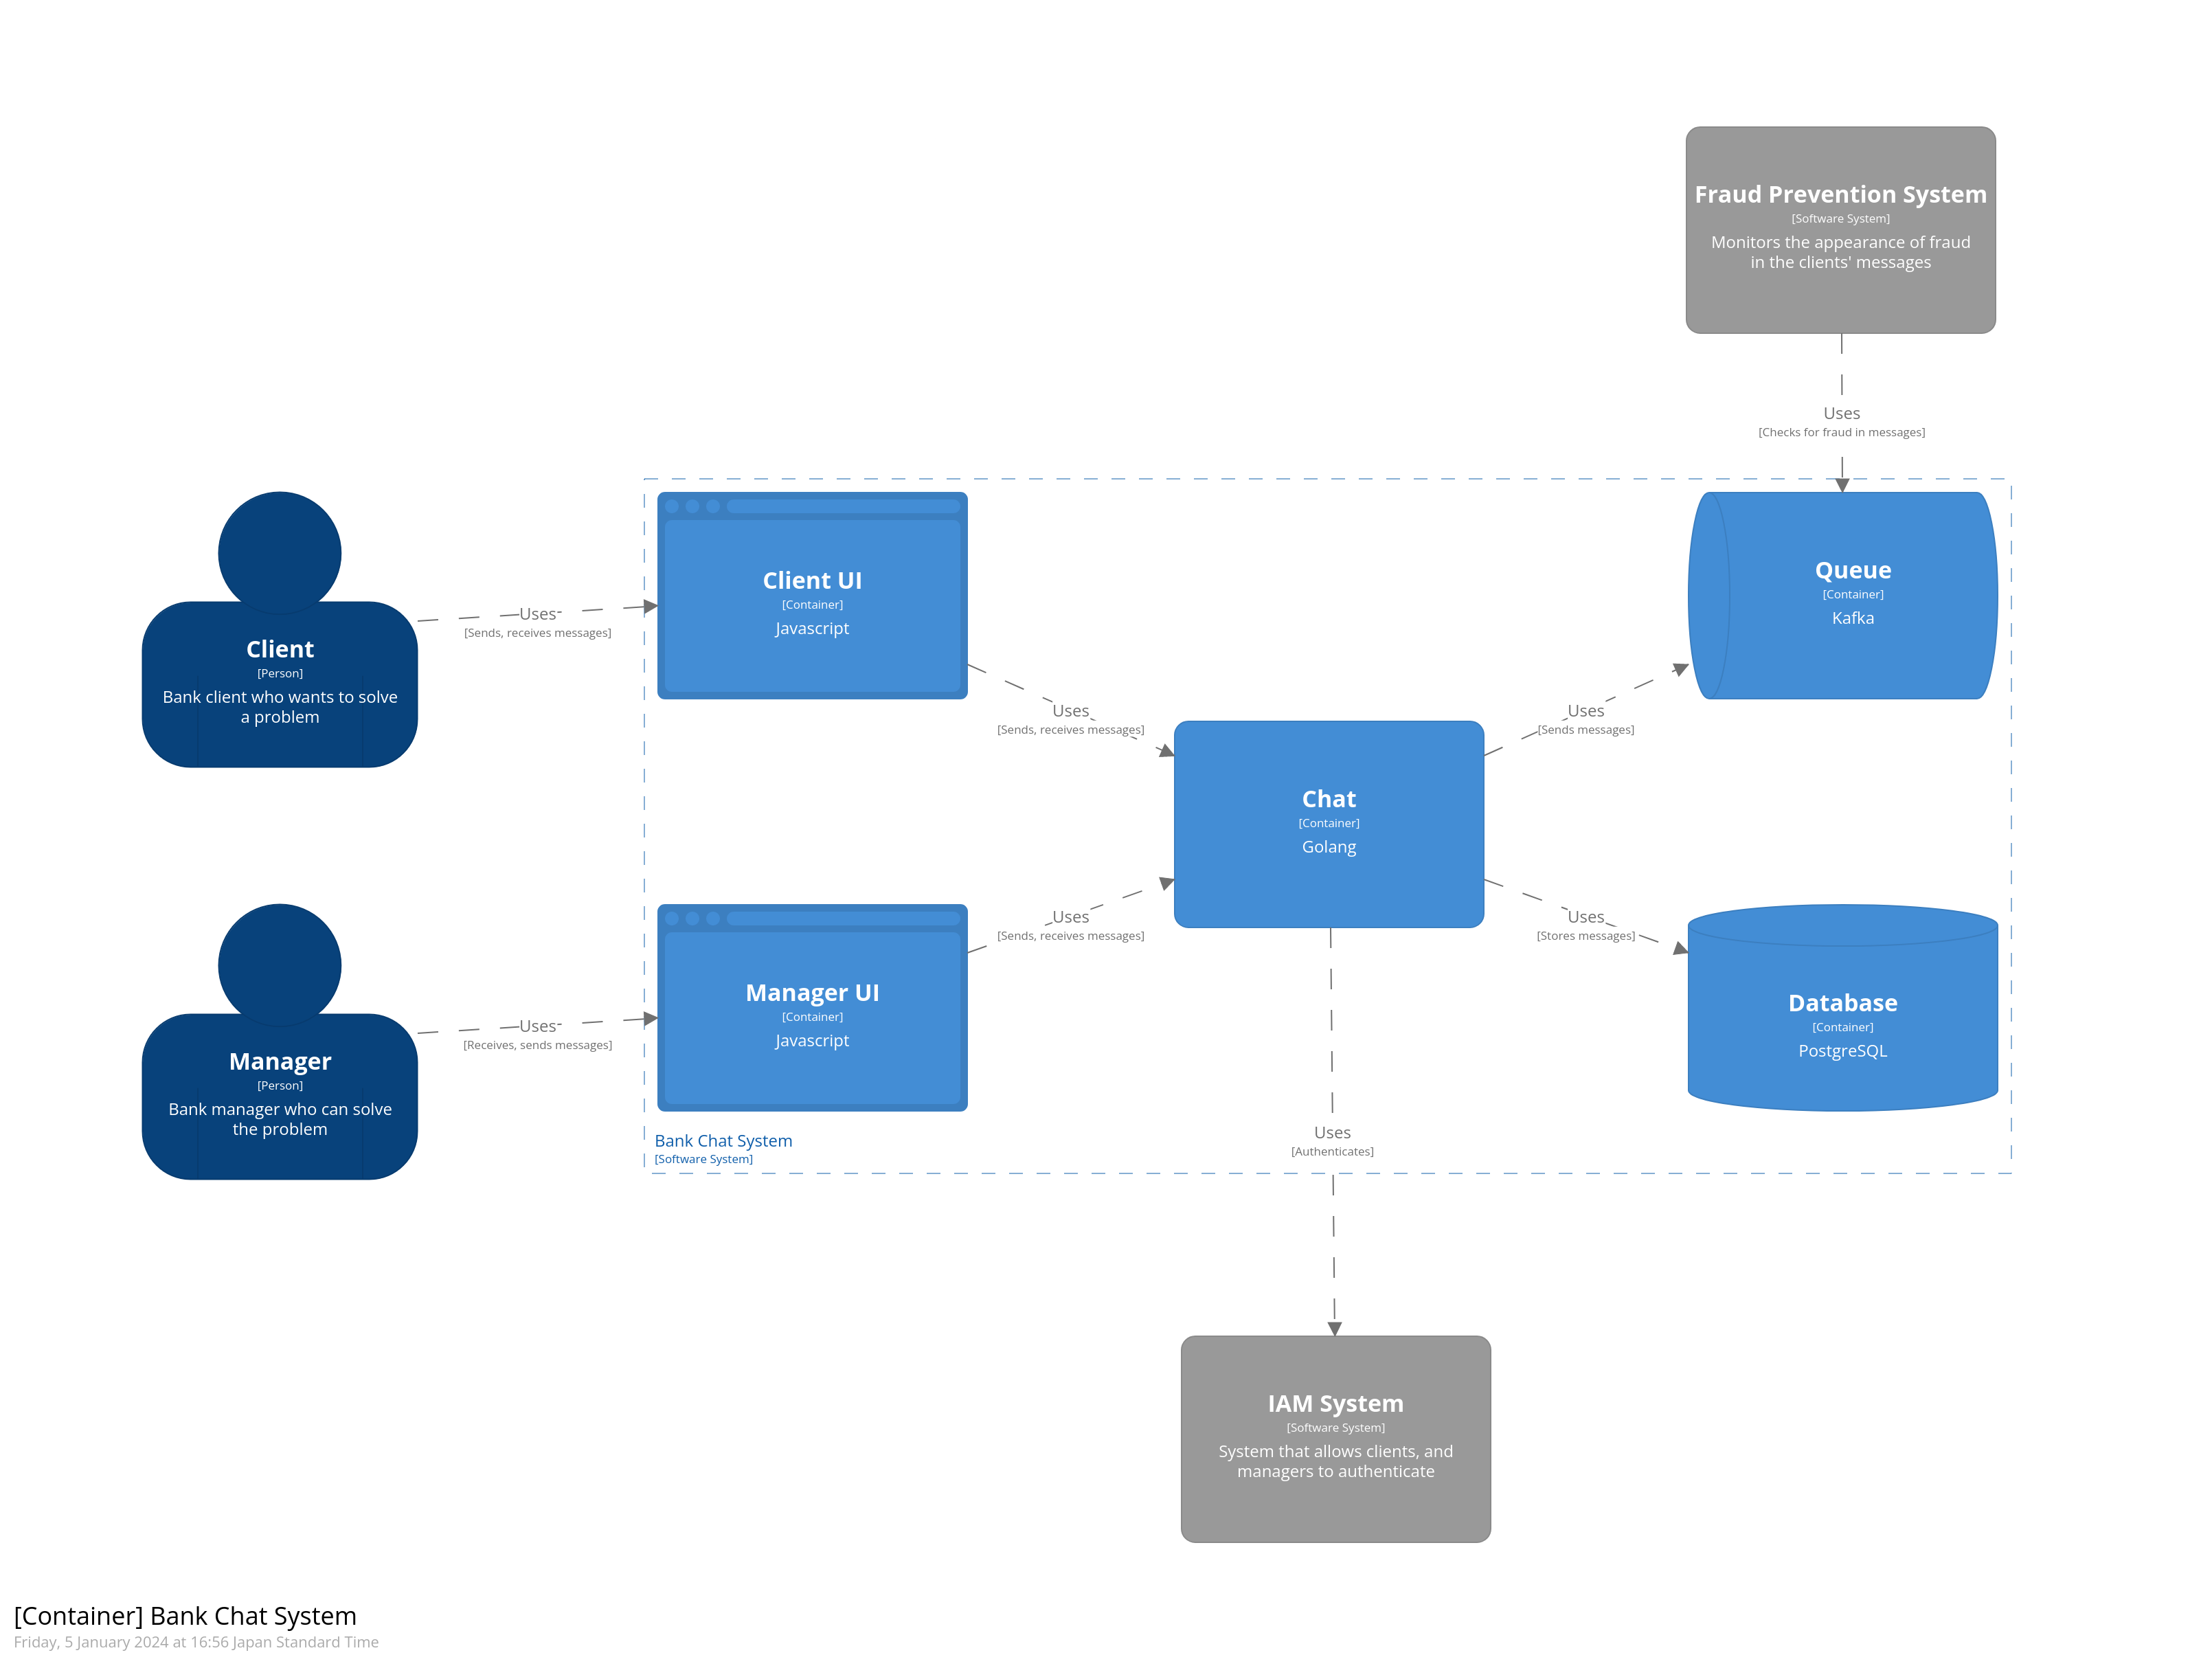 Fraud Prevention System
[Software System]
Monitors the appearance of fraud
in the clients' messages
Uses
[Checks for fraud in messages]
Client
[Person]
Bank client who wants to solve
a problem
Uses
[Sends, receives messages]
Client UI
[Container]
Javascript
Uses
[Sends, receives messages]
Queue
[Container]
Kafka
Uses
[Sends messages]
Chat
[Container]
Golang
Manager
[Person]
Bank manager who can solve
the problem
Uses
[Receives, sends messages]
Manager UI
[Container]
Javascript
Uses
[Sends, receives messages]
Uses
[Stores messages]
Database
[Container]
PostgreSQL
Bank Chat System
[Software System]
Uses
[Authenticates]
IAM System
[Software System]
System that allows clients, and
managers to authenticate
[Container] Bank Chat System
Friday, 5 January 2024 at 16:56 Japan Standard Time